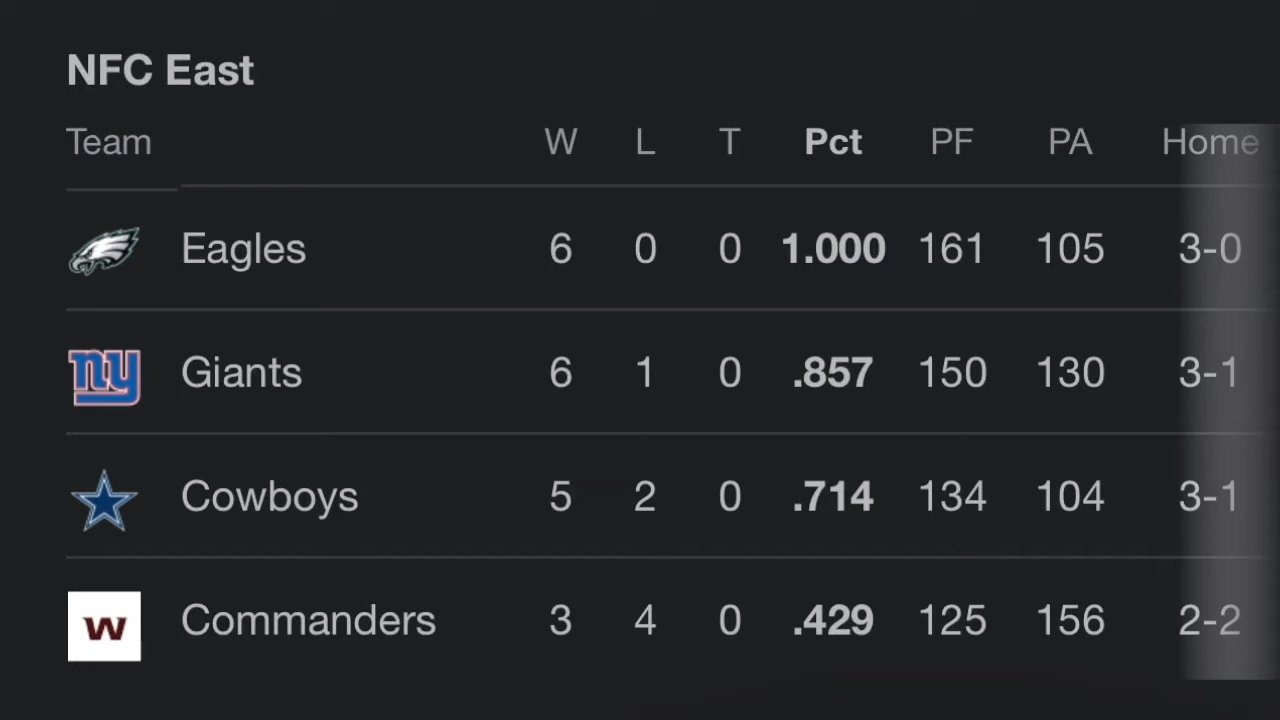 NFC East
Team W L T Pct PF PA Home
Eagles 6 0 0 1.000 161 105 3-0
ny Giants 6 1 0 .857 150 130 3-1
Cowboys 5 2 0 .714 134 104 3-1
W Commanders 3 4 0 .429 125 156 2-2